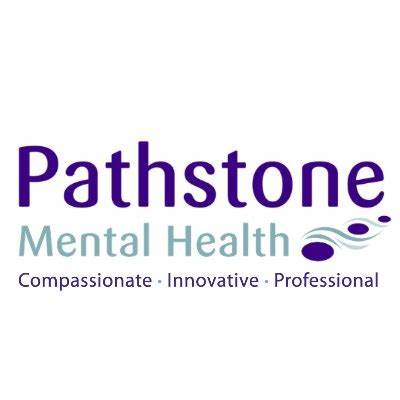 Pathstone
Mental Health
Compassionate · Innovative · Professional